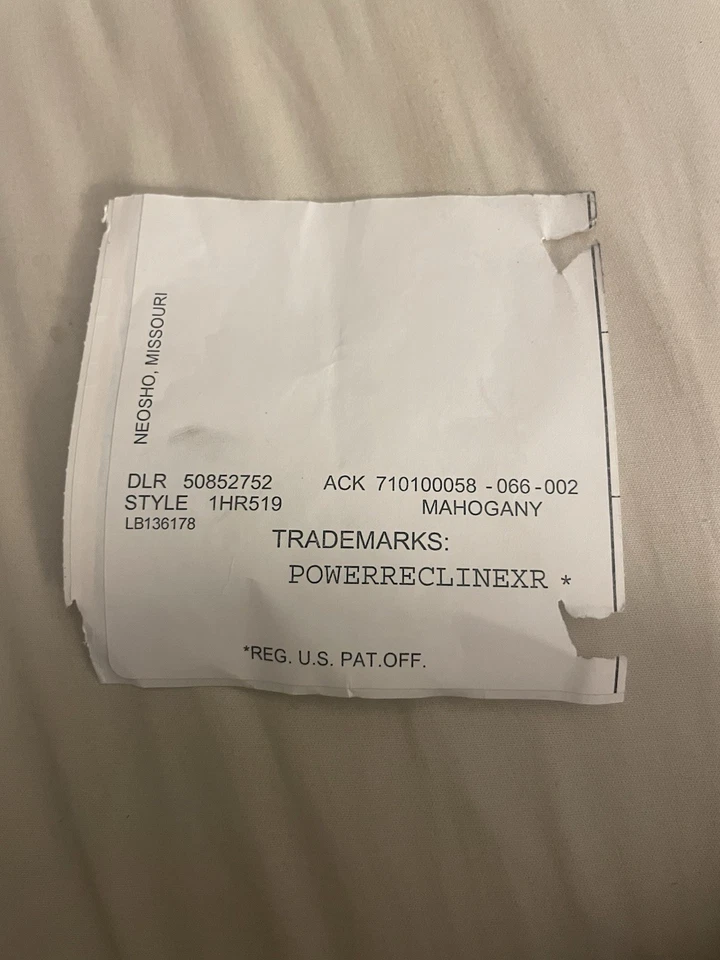 NEOSHO, MISSOURI
DLR 50852752 ACK 710100058 -066-002
STYLE 1HR519 MAHOGANY
LB136178
TRADEMARKS:
POWERRECLINEXR *
*REG. U.S. PAT.OFF.